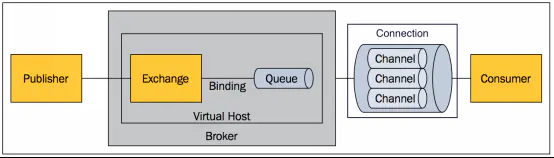 Publisher
Exchange
Binding
Queue
Virtual Host
Broker
Connection
Channel
Channel
Channel
Consumer